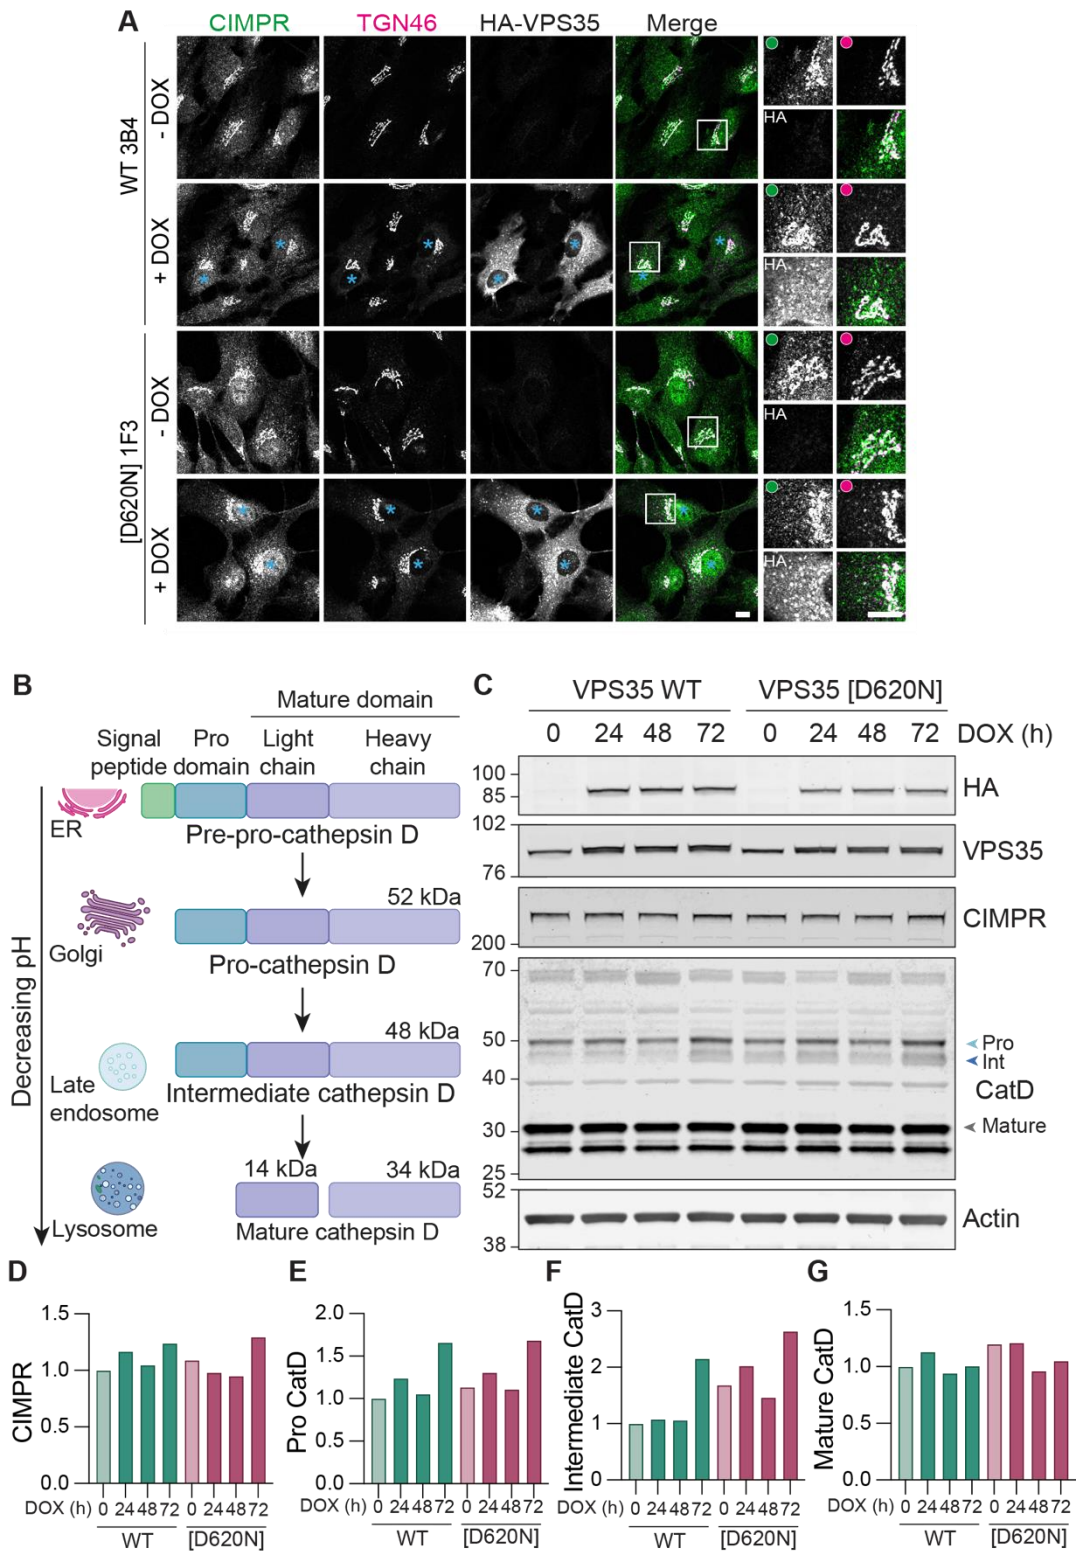 A
CIMPR TGN46 HA-VPS35 Merge
WT 3B4
- DOX
HA
+ DOX
HA
[D620N] 1F3
- DOX
HA
+ DOX
HA
B
Mature domain
Signal peptide
Pro domain
Light chain
Heavy chain
ER
Pre-pro-cathepsin D
52 kDa
Golgi
Pro-cathepsin D
48 kDa
Late endosome
Intermediate cathepsin D
14 kDa 34 kDa
Lysosome
Mature cathepsin D
Decreasing pH
C
VPS35 WT VPS35 [D620N]
0 24 48 72 0 24 48 72 DOX (h)
100
85
HA
102
76
VPS35
CIMPR
200
70
50
40
30
25
Pro
Int
CatD
Mature
52
38
Actin
D
CIMPR
1.5
1.0
0.5
0.0
DOX (h) 0 24 48 72 0 24 48 72
WT [D620N]
E
Pro CatD
2.0
1.5
1.0
0.5
0.0
DOX (h) 0 24 48 72 0 24 48 72
WT [D620N]
F
Intermediate CatD
3
2
1
0
DOX (h) 0 24 48 72 0 24 48 72
WT [D620N]
G
Mature CatD
1.5
1.0
0.5
0.0
DOX (h) 0 24 48 72 0 24 48 72
WT [D620N]